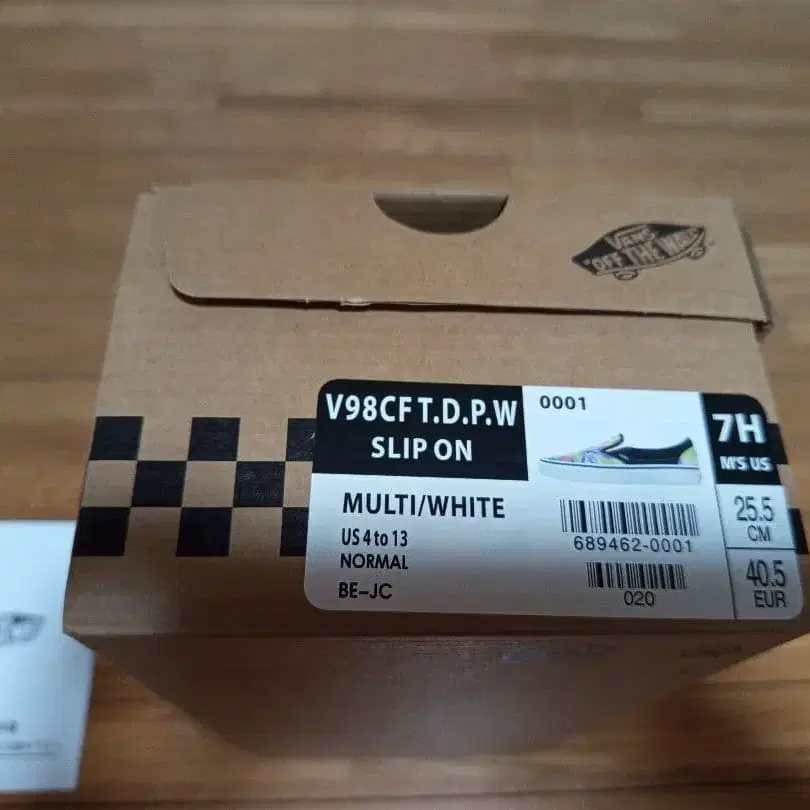 VANS
"OFF THE WALL"
V98CF T.D.P.W
SLIP ON
0001
7H
M'S US
MULTI/WHITE
US 4 to 13
NORMAL
BE-JC
689462-0001
020
25.5
CM
40.5
EUR